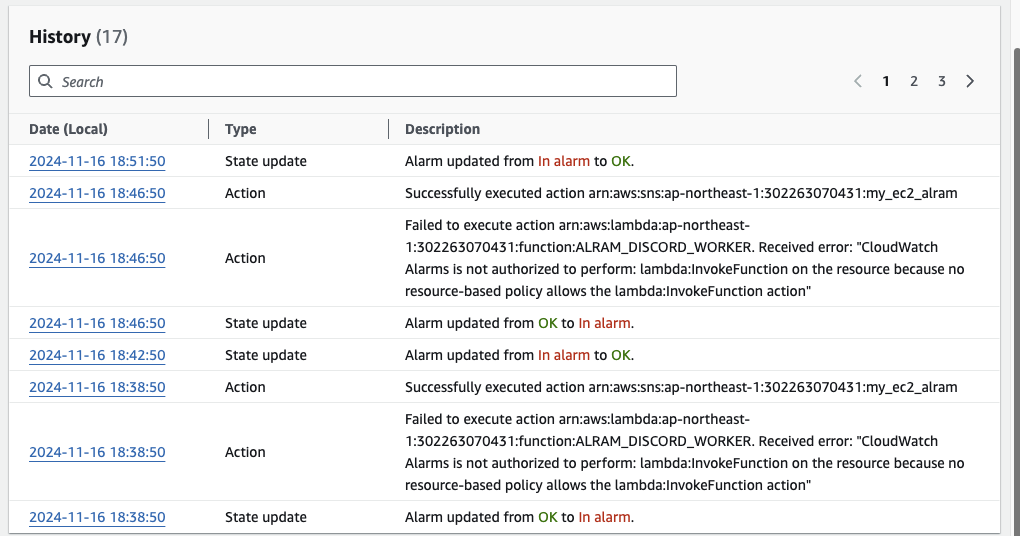 History (17)
Search
1 2 3
Date (Local) Type Description
2024-11-16 18:51:50 State update Alarm updated from In alarm to OK.
2024-11-16 18:46:50 Action Successfully executed action arn:aws:sns:ap-northeast-1:302263070431:my_ec2_alram
2024-11-16 18:46:50 Action Failed to execute action arn:aws:lambda:ap-northeast-
1:302263070431:function:ALRAM_DISCORD_WORKER. Received error: "CloudWatch
Alarms is not authorized to perform: lambda:InvokeFunction on the resource because no
resource-based policy allows the lambda:InvokeFunction action"
2024-11-16 18:46:50 State update Alarm updated from OK to In alarm.
2024-11-16 18:42:50 State update Alarm updated from In alarm to OK.
2024-11-16 18:38:50 Action Successfully executed action arn:aws:sns:ap-northeast-1:302263070431:my_ec2_alram
2024-11-16 18:38:50 Action Failed to execute action arn:aws:lambda:ap-northeast-
1:302263070431:function:ALRAM_DISCORD_WORKER. Received error: "CloudWatch
Alarms is not authorized to perform: lambda:InvokeFunction on the resource because no
resource-based policy allows the lambda:InvokeFunction action"
2024-11-16 18:38:50 State update Alarm updated from OK to In alarm.